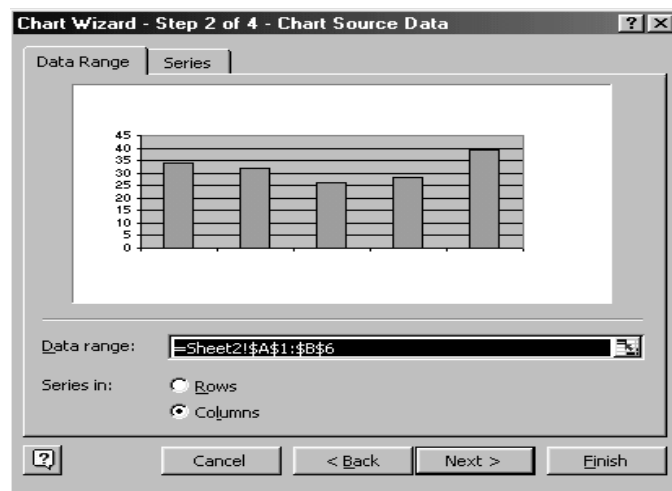 Chart Wizard - Step 2 of 4 - Chart Source Data
Data Range Series
45
40
35
30
25
20
15
10
5
0
Data range: =Sheet2!$A$1:$B$6
Series in: Rows
Columns
Cancel < Back Next > Finish